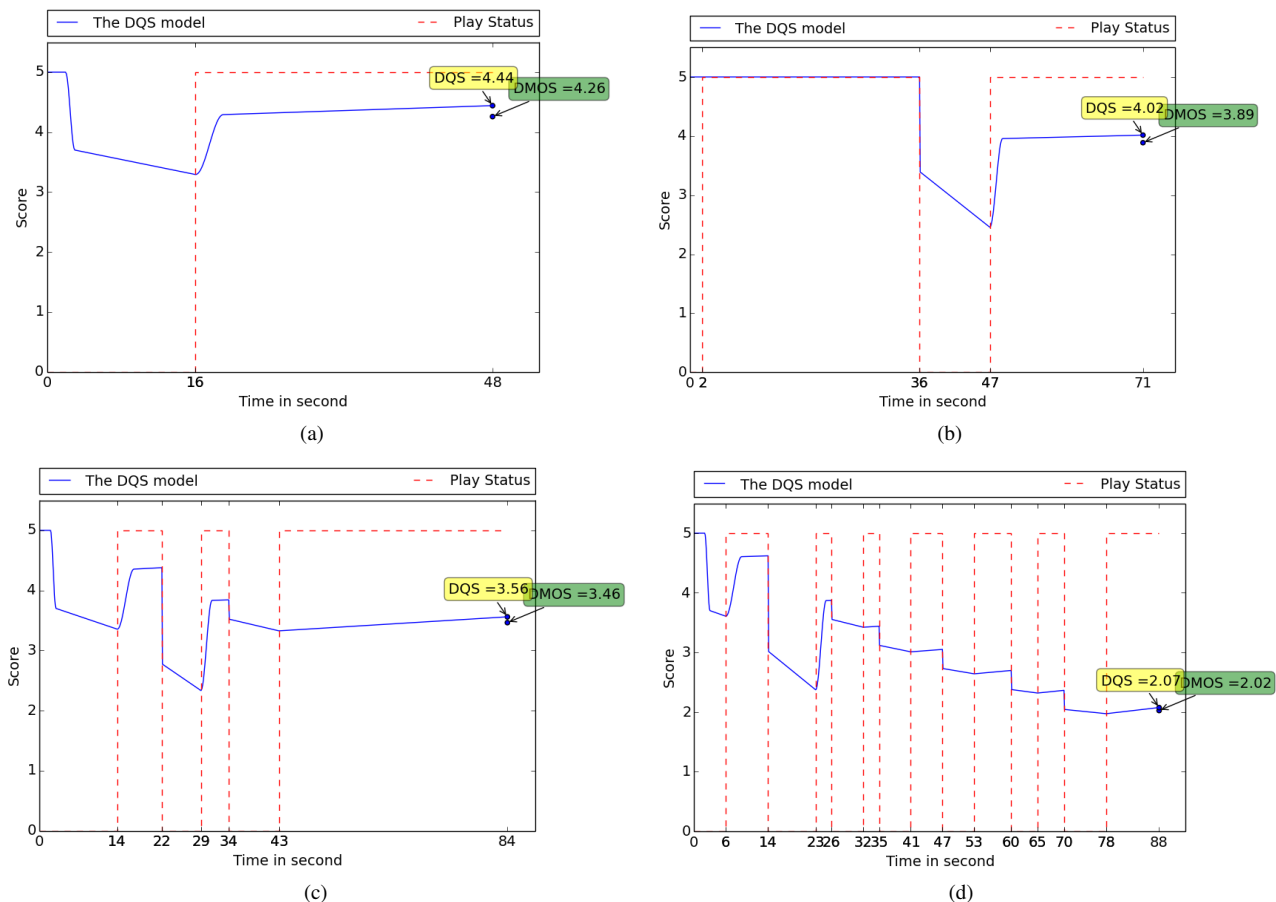 The DQS model Play Status
5
4
3
2
1
0
Score
DQS =4.44
DMOS =4.26
0 16 48
Time in second
(a)
The DQS model Play Status
5
4
3
2
1
0
Score
DQS =4.02
DMOS =3.89
0 2 36 47 71
Time in second
(b)
The DQS model Play Status
5
4
3
2
1
0
Score
DQS =3.56
DMOS =3.46
0 14 22 29 34 43 84
Time in second
(c)
The DQS model Play Status
5
4
3
2
1
0
Score
DQS =2.07
DMOS =2.02
0 6 14 23 26 32 35 41 47 53 60 65 70 78 88
Time in second
(d)